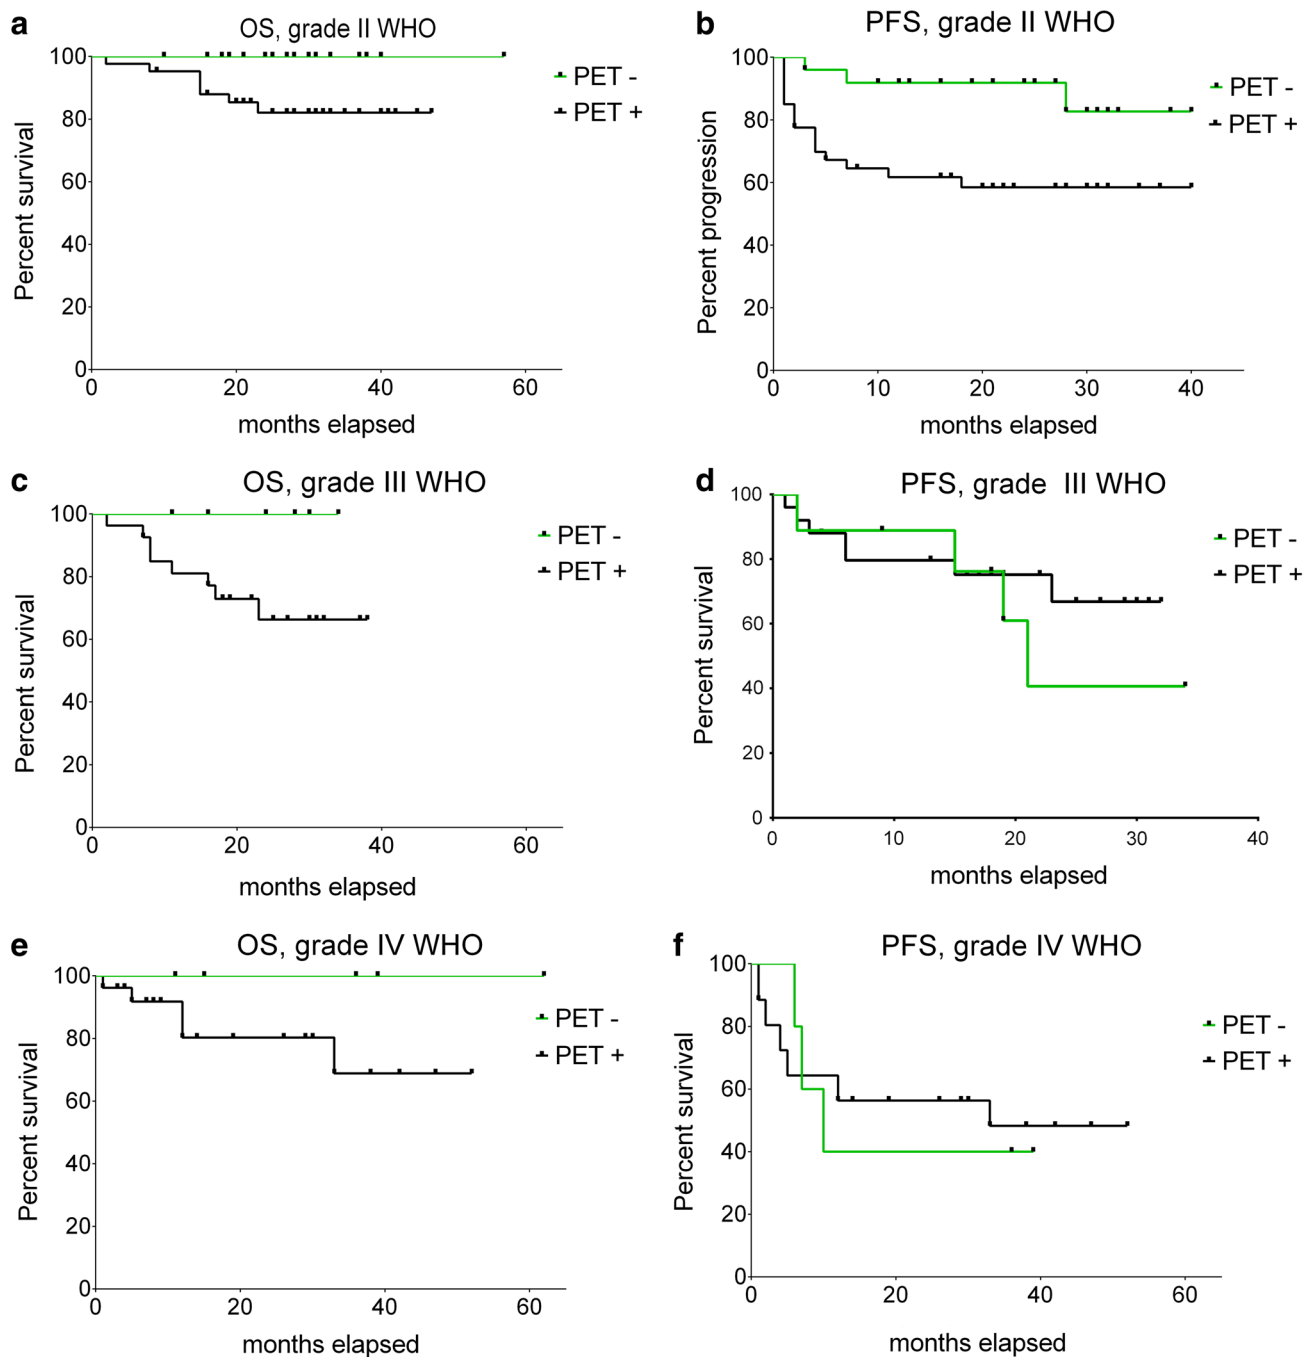 a
OS, grade II WHO
100
80
60
40
20
0
0 20 40 60
Percent survival
months elapsed
PET -
PET +
b
PFS, grade II WHO
100
80
60
40
20
0
0 10 20 30 40
Percent progression
months elapsed
PET -
PET +
c
OS, grade III WHO
100
80
60
40
20
0
0 20 40 60
Percent survival
months elapsed
PET -
PET +
d
PFS, grade III WHO
100
80
60
40
20
0
0 10 20 30 40
Percent survival
months elapsed
PET -
PET +
e
OS, grade IV WHO
100
80
60
40
20
0
0 20 40 60
Percent survival
months elapsed
PET -
PET +
f
PFS, grade IV WHO
100
80
60
40
20
0
0 20 40 60
Percent survival
months elapsed
PET -
PET +